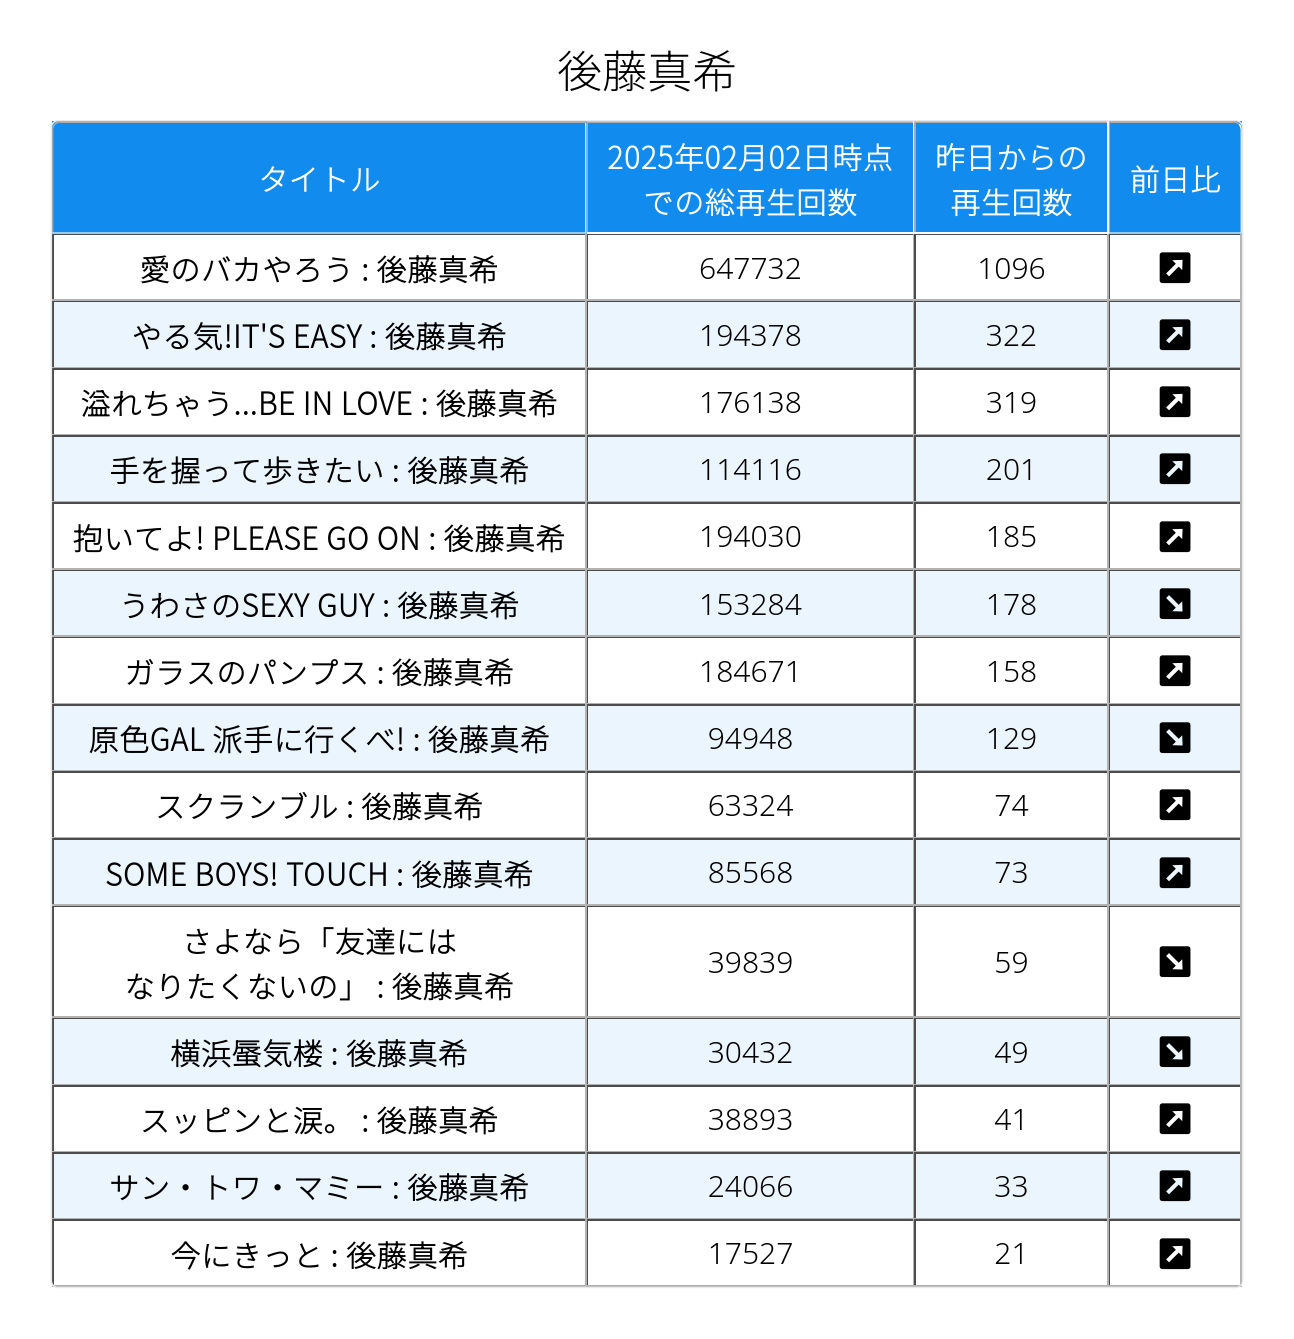 後藤真希
タイトル
2025年02月02日時点
での総再生回数
昨日からの
再生回数
前日比
愛のバカやろう : 後藤真希 647732 1096
やる気!IT'S EASY : 後藤真希 194378 322
溢れちゃう...BE IN LOVE : 後藤真希 176138 319
手を握って歩きたい : 後藤真希 114116 201
抱いてよ! PLEASE GO ON : 後藤真希 194030 185
うわさのSEXY GUY : 後藤真希 153284 178
ガラスのパンプス : 後藤真希 184671 158
原色GAL 派手に行くべ! : 後藤真希 94948 129
スクランブル : 後藤真希 63324 74
SOME BOYS! TOUCH : 後藤真希 85568 73
さよなら「友達には
なりたくないの」 : 後藤真希 39839 59
横浜蜃気楼 : 後藤真希 30432 49
スッピンと涙。 : 後藤真希 38893 41
サン・トワ・マミー : 後藤真希 24066 33
今にきっと : 後藤真希 17527 21